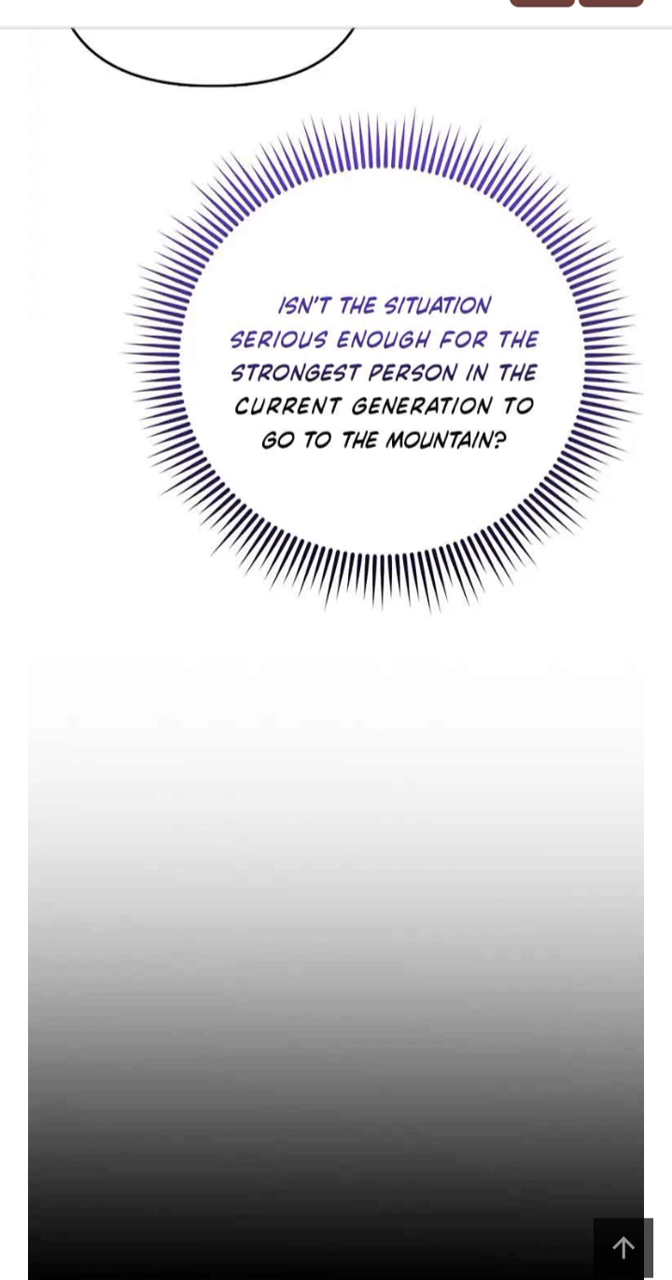 ISN'T THE SITUATION
SERIOUS ENOUGH FOR THE
STRONGEST PERSON IN THE
CURRENT GENERATION TO
GO TO THE MOUNTAIN?